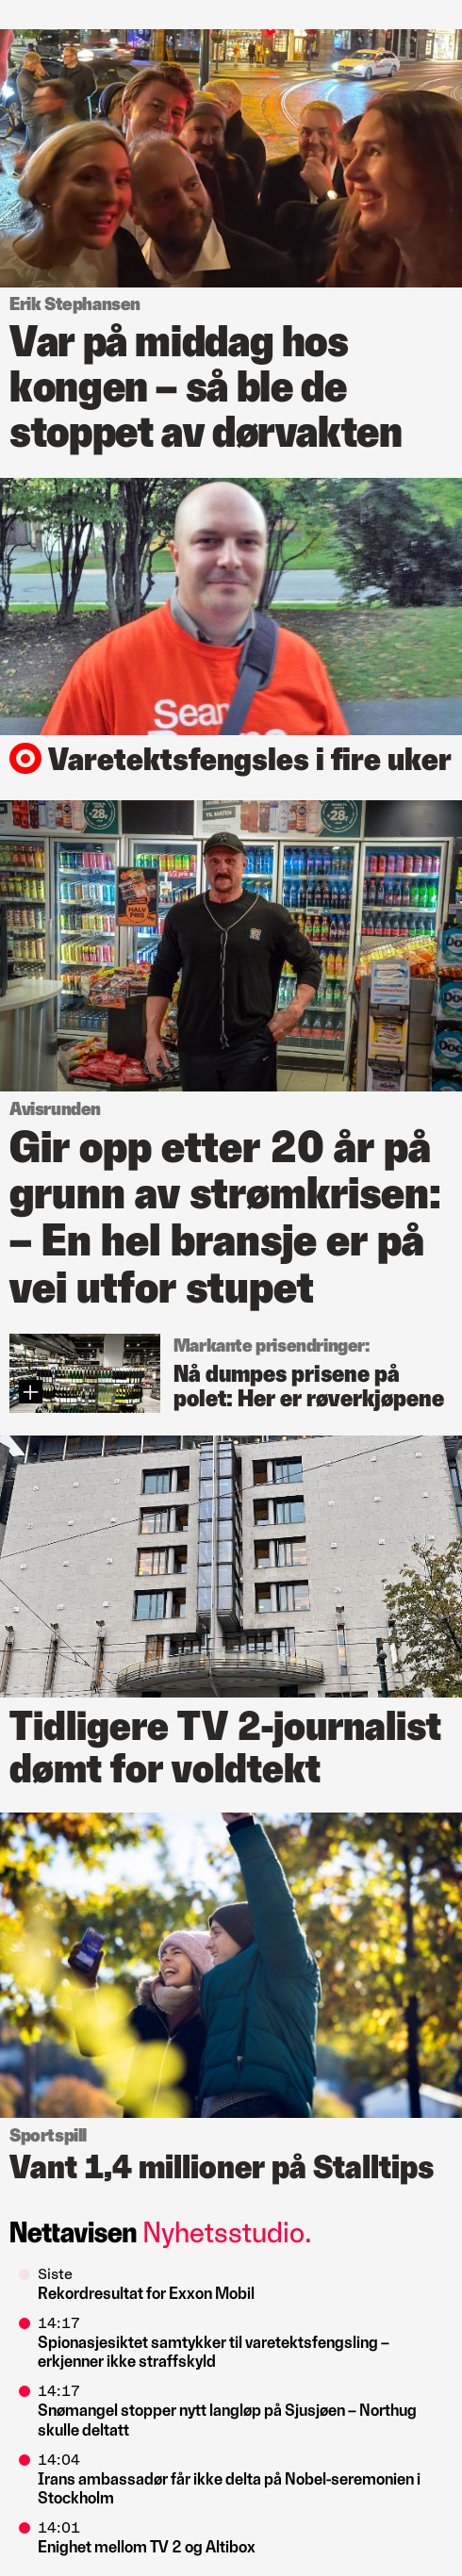 Erik Stephansen
Var på middag hos
kongen – så ble de
stoppet av dørvakten
Sean
Varetektsfengsles i fire uker
-28,-
-28,-
HALV
PRIS
Avisrunden
Gir opp etter 20 år på
grunn av strømkrisen:
– En hel bransje er på
vei utfor stupet
Markante prisendringer:
Nå dumpes prisene på
polet: Her er røverkjøpene
Tidligere TV 2-journalist
dømt for voldtekt
Sportspill
Vant 1,4 millioner på Stalltips
Nettavisen Nyhetsstudio.
Siste
Rekordresultat for Exxon Mobil
14:17
Spionasjesiktet samtykker til varetektsfengsling –
erkjenner ikke straffskyld
14:17
Snømangel stopper nytt langløp på Sjusjøen – Northug
skulle deltatt
14:04
Irans ambassadør får ikke delta på Nobel-seremonien i
Stockholm
14:01
Enighet mellom TV 2 og Altibox